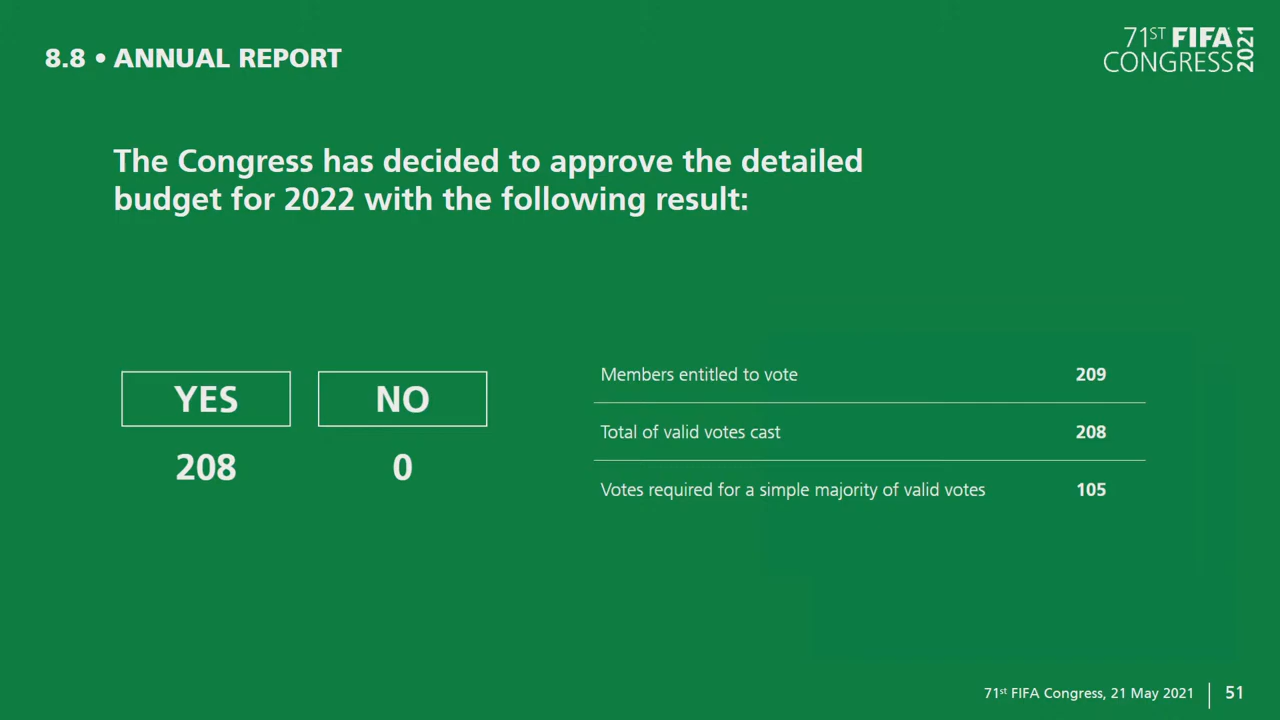 8.8 • ANNUAL REPORT
71ST FIFA
CONGRESS 2021
The Congress has decided to approve the detailed
budget for 2022 with the following result:
YES NO
208 0
Members entitled to vote 209
Total of valid votes cast 208
Votes required for a simple majority of valid votes 105
71st FIFA Congress, 21 May 2021 51